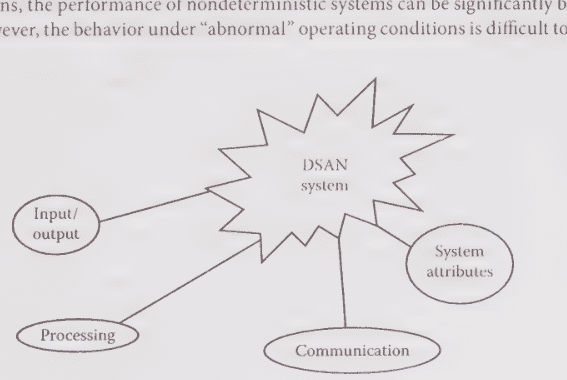 ns, the performance of nondeterministic systems can be significantly b
vever, the behavior under "abnormal" operating conditions is difficult to
DSAN
system
Input/
output
System
attributes
Processing
Communication